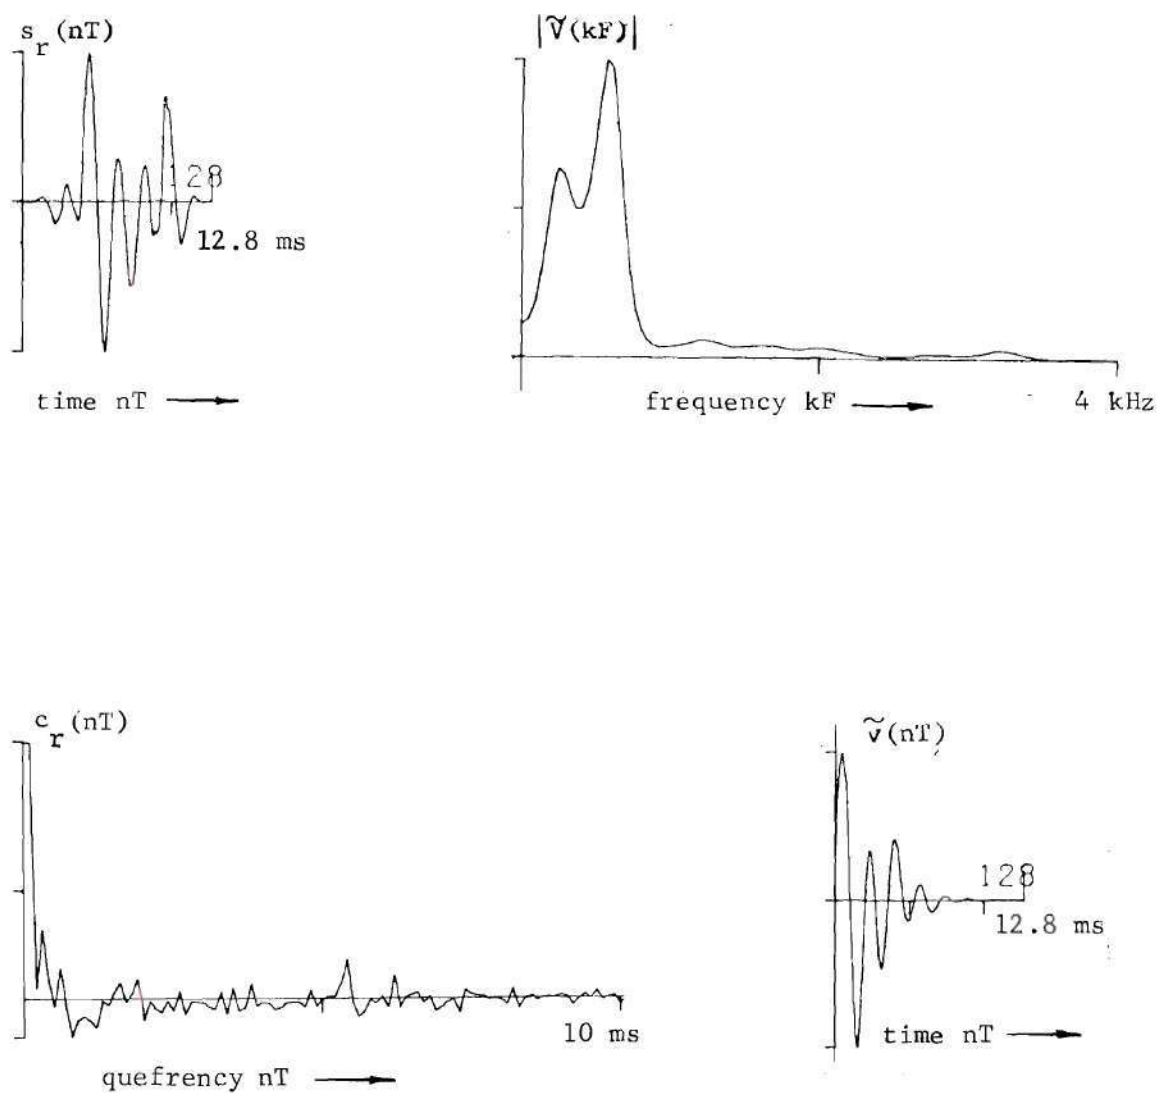 s_r(nT)
128
12.8 ms
time nT
|Ṽ(kF)|
frequency kF
4 kHz
c_r(nT)
10 ms
quefrency nT
ṽ(nT)
128
12.8 ms
time nT